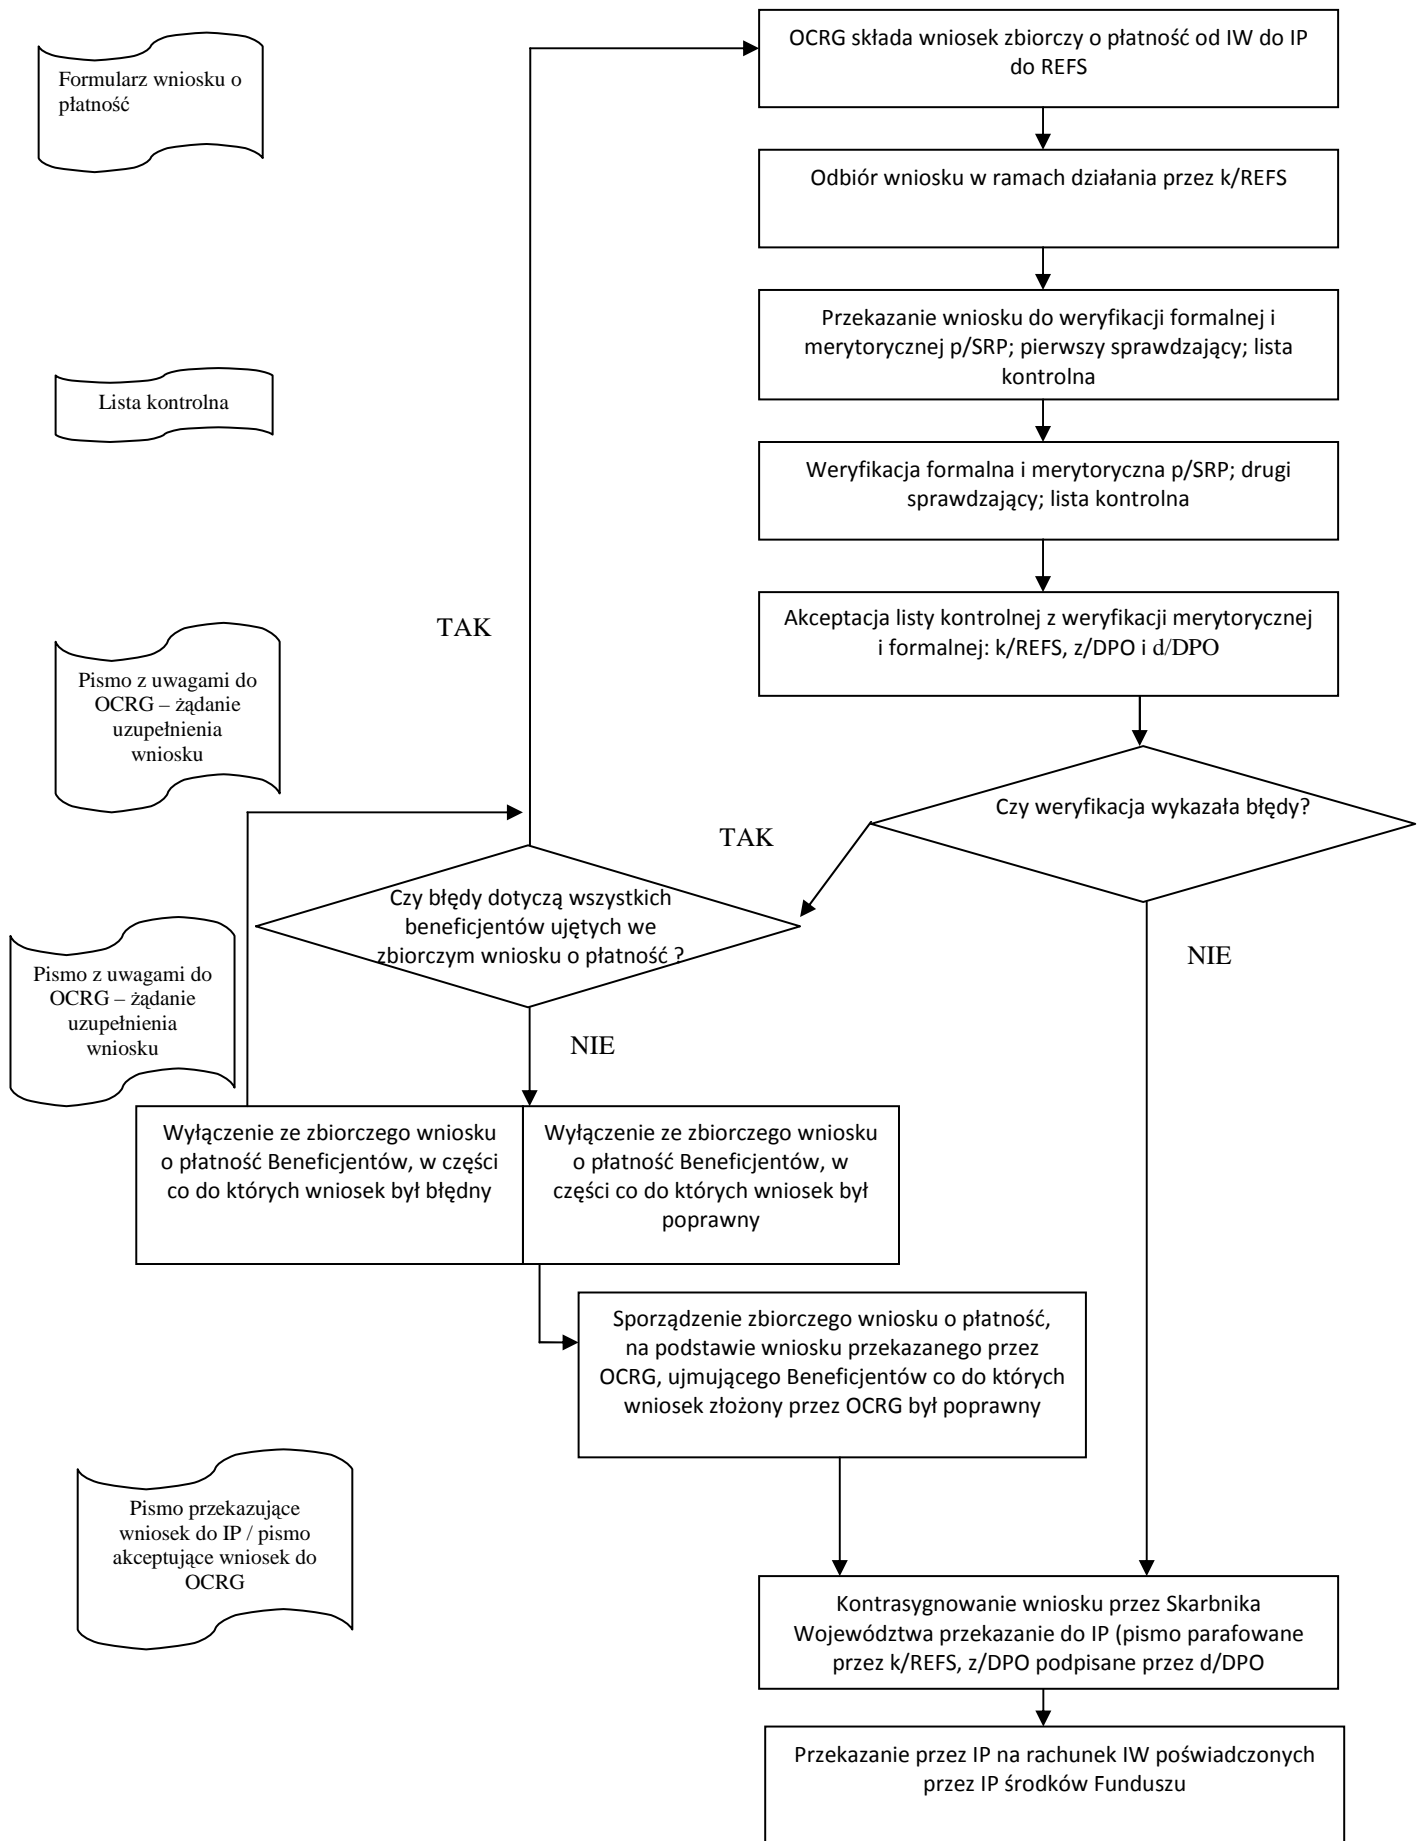 OCRG składa wniosek zbiorczy o płatność od IW do IP
do REFS
Formularz wniosku o
płatność
Odbiór wniosku w ramach działania przez k/REFS
Przekazanie wniosku do weryfikacji formalnej i
merytorycznej p/SRP; pierwszy sprawdzający; lista
kontrolna
Lista kontrolna
Weryfikacja formalna i merytoryczna p/SRP; drugi
sprawdzający; lista kontrolna
Akceptacja listy kontrolnej z weryfikacji merytorycznej
i formalnej: k/REFS, z/DPO i d/DPO
TAK
Pismo z uwagami do
OCRG – żądanie
uzupełnienia
wniosku
Czy weryfikacja wykazała błędy?
TAK
Czy błędy dotyczą wszystkich
beneficjentów ujętych we
zbiorczym wniosku o płatność ?
NIE
Pismo z uwagami do
OCRG – żądanie
uzupełnienia
wniosku
NIE
Wyłączenie ze zbiorczego wniosku
o płatność Beneficjentów, w części
co do których wniosek był błędny
Wyłączenie ze zbiorczego wniosku
o płatność Beneficjentów, w
części co do których wniosek był
poprawny
Sporządzenie zbiorczego wniosku o płatność,
na podstawie wniosku przekazanego przez
OCRG, ujmującego Beneficjentów co do których
wniosek złożony przez OCRG był poprawny
Pismo przekazujące
wniosek do IP / pismo
akceptujące wniosek do
OCRG
Kontrasygnowanie wniosku przez Skarbnika
Województwa przekazanie do IP (pismo parafowane
przez k/REFS, z/DPO podpisane przez d/DPO
Przekazanie przez IP na rachunek IW poświadczonych
przez IP środków Funduszu